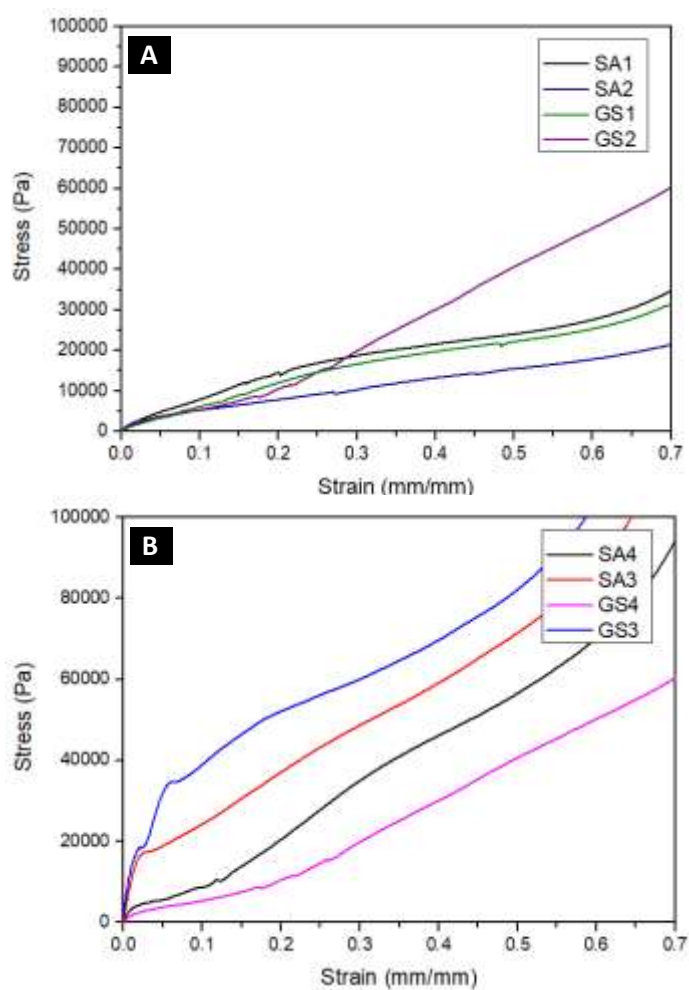 A
100000
90000
80000
70000
60000
50000
40000
30000
20000
10000
0
Stress (Pa)
SA1
SA2
GS1
GS2
0.0 0.1 0.2 0.3 0.4 0.5 0.6 0.7
Strain (mm/mm)
B
100000
80000
60000
40000
20000
0
Stress (Pa)
SA4
SA3
GS4
GS3
0.0 0.1 0.2 0.3 0.4 0.5 0.6 0.7
Strain (mm/mm)